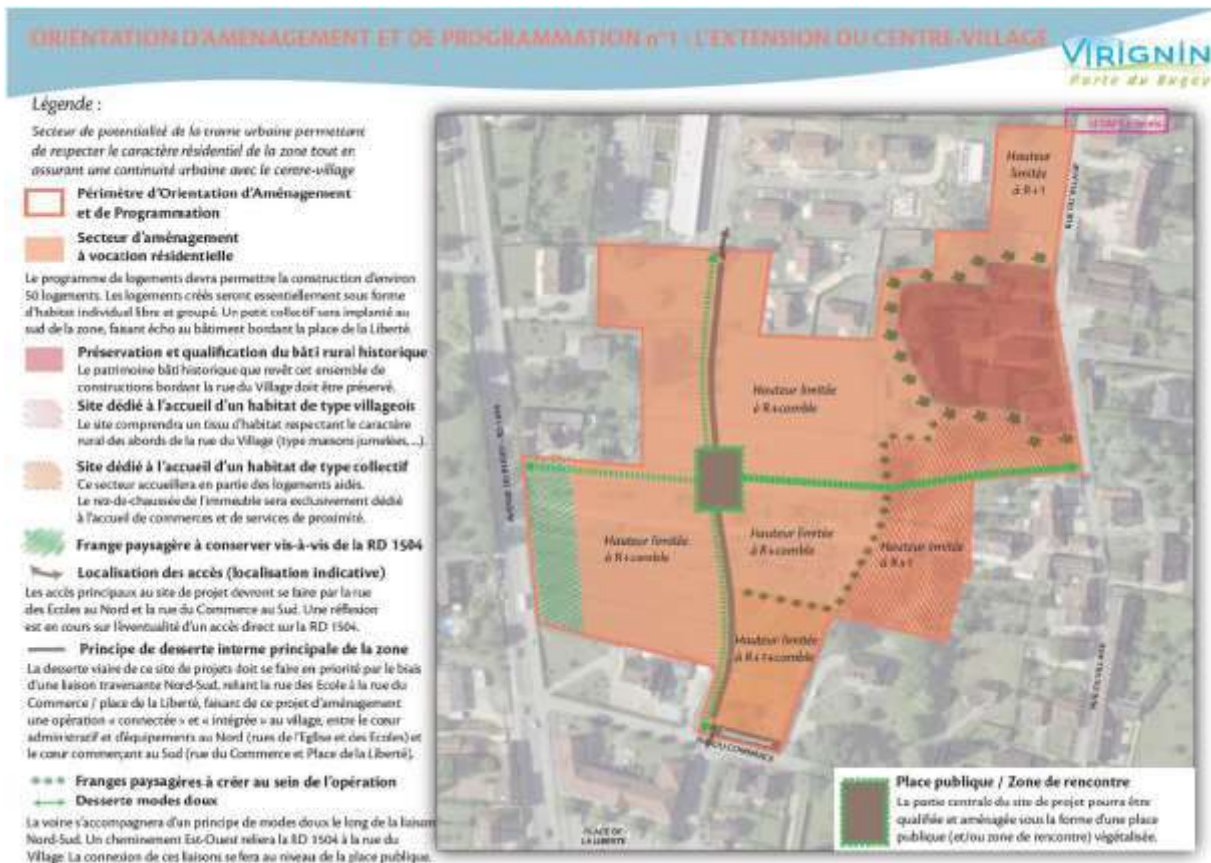 ORIENTATION D'AMENAGEMENT ET DE PROGRAMMATION n°1 : L'EXTENSION DU CENTRE-VILLAGE
VIRIGNIN
Porte du Bugey
Légende :
Secteur de potentialité de la trame urbaine permettant
de respecter le caractère résidentiel de la zone tout en
assurant une continuité urbaine avec le centre-village
Périmètre d'Orientation d'Aménagement
et de Programmation
Secteur d'aménagement
à vocation résidentielle
Le programme de logements devra permettre la construction d'environ
50 logements. Les logements créés seront essentiellement sous forme
d'habitat individuel libre et groupé. Un petit collectif sera implanté au
sud de la zone, faisant écho au bâtiment bordant la place de la Liberté.
Préservation et qualification du bâti rural historique
Le patrimoine bâti historique que revêt cet ensemble de
constructions bordant la rue du Village doit être préservé.
Site dédié à l'accueil d'un habitat de type villageois
Le site comprendra un tissu d'habitat respectant le caractère
rural des abords de la rue du Village (type maisons jumelées, ...).
Site dédié à l'accueil d'un habitat de type collectif
Ce secteur accueillera en partie des logements aidés.
Le rez-de-chaussée de l'immeuble sera exclusivement dédié
à l'accueil de commerces et de services de proximité.
Frange paysagère à conserver vis-à-vis de la RD 1504
Localisation des accès (localisation indicative)
Les accès principaux au site de projet devront se faire par la rue
des Ecoles au Nord et la rue du Commerce au Sud. Une réflexion
est en cours sur l'éventualité d'un accès direct sur la RD 1504.
Principe de desserte interne principale de la zone
La desserte viaire de ce site de projets doit se faire en priorité par le biais
d'une liaison traversante Nord-Sud, reliant la rue des Ecole à la rue du
Commerce / place de la Liberté, faisant de ce projet d'aménagement
une opération « connectée » et « intégrée » au village, entre le cœur
administratif et d'équipements au Nord (rues de l'Eglise et des Ecoles) et
le cœur commerçant au Sud (rue du Commerce et Place de la Liberté).
Franges paysagères à créer au sein de l'opération
Desserte modes doux
La voirie s'accompagnera d'un principe de modes doux le long de la liaison
Nord-Sud. Un cheminement Est-Ouest reliera la RD 1504 à la rue du
Village. La connexion de ces liaisons se fera au niveau de la place publique.
Hauteur
limitée
à R+1
Hauteur limitée
à R+comble
Hauteur limitée
à R+comble
Hauteur limitée
à R+comble
Hauteur limitée
à R+1
Hauteur limitée
à R+1+comble
DU COMMERCE
PLACE DE
LA LIBERTE
Place publique / Zone de rencontre
La partie centrale du site de projet pourra être
qualifiée et aménagée sous la forme d'une place
publique (et/ou zone de rencontre) végétalisée.